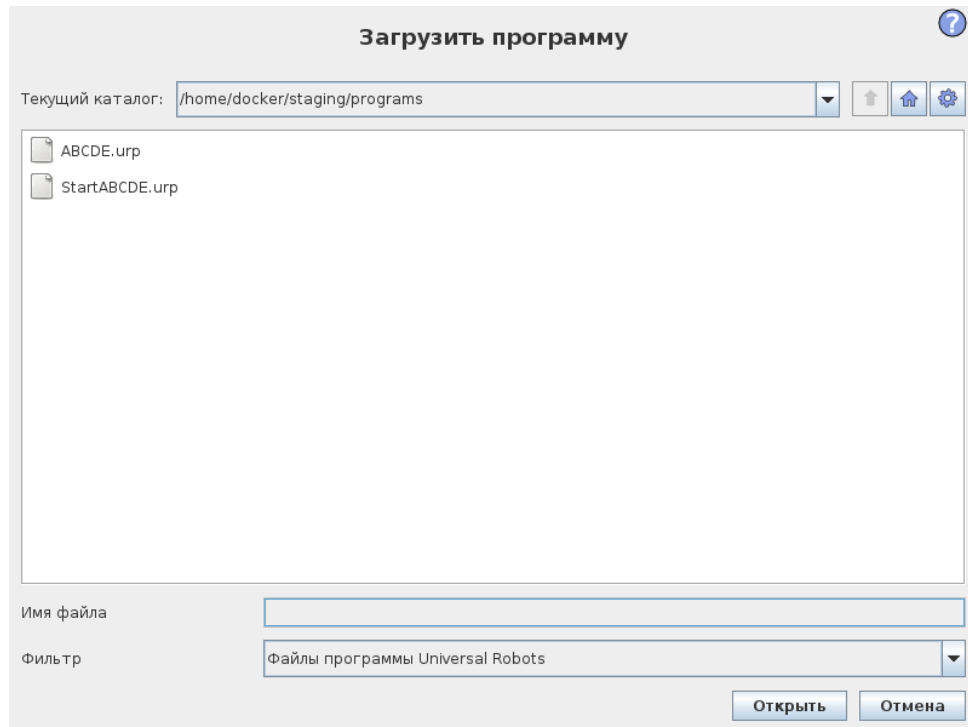 Загрузить программу
?
Текущий каталог: /home/docker/staging/programs
ABCDE.urp
StartABCDE.urp
Имя файла
Фильтр Файлы программы Universal Robots
Открыть Отмена